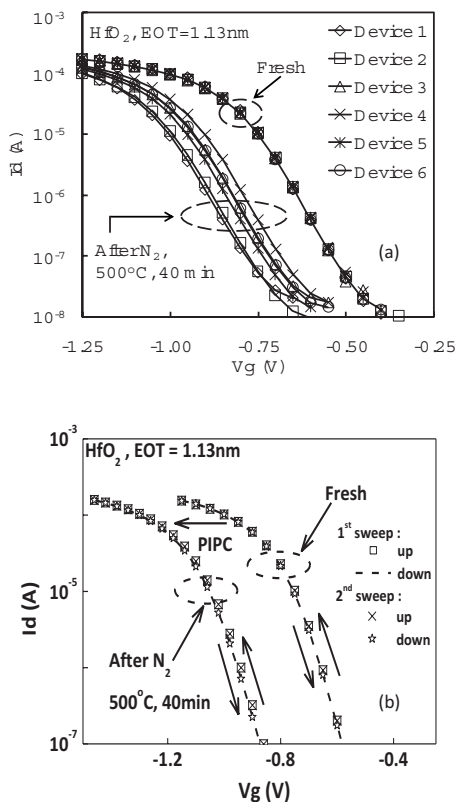 HfO2, EOT=1.13nm
Fresh
Device 1
Device 2
Device 3
Device 4
Device 5
Device 6
After N2,
500°C, 40 min
(a)
10-3
10-4
10-5
10-6
10-7
10-8
Id (A)
-1.25 -1.00 -0.75 -0.50 -0.25
Vg (V)
HfO2, EOT = 1.13nm
Fresh
PIPC
1st sweep :
up
down
2nd sweep :
up
down
After N2
500°C, 40min
(b)
10-3
10-5
10-7
Id (A)
-1.2 -0.8 -0.4
Vg (V)